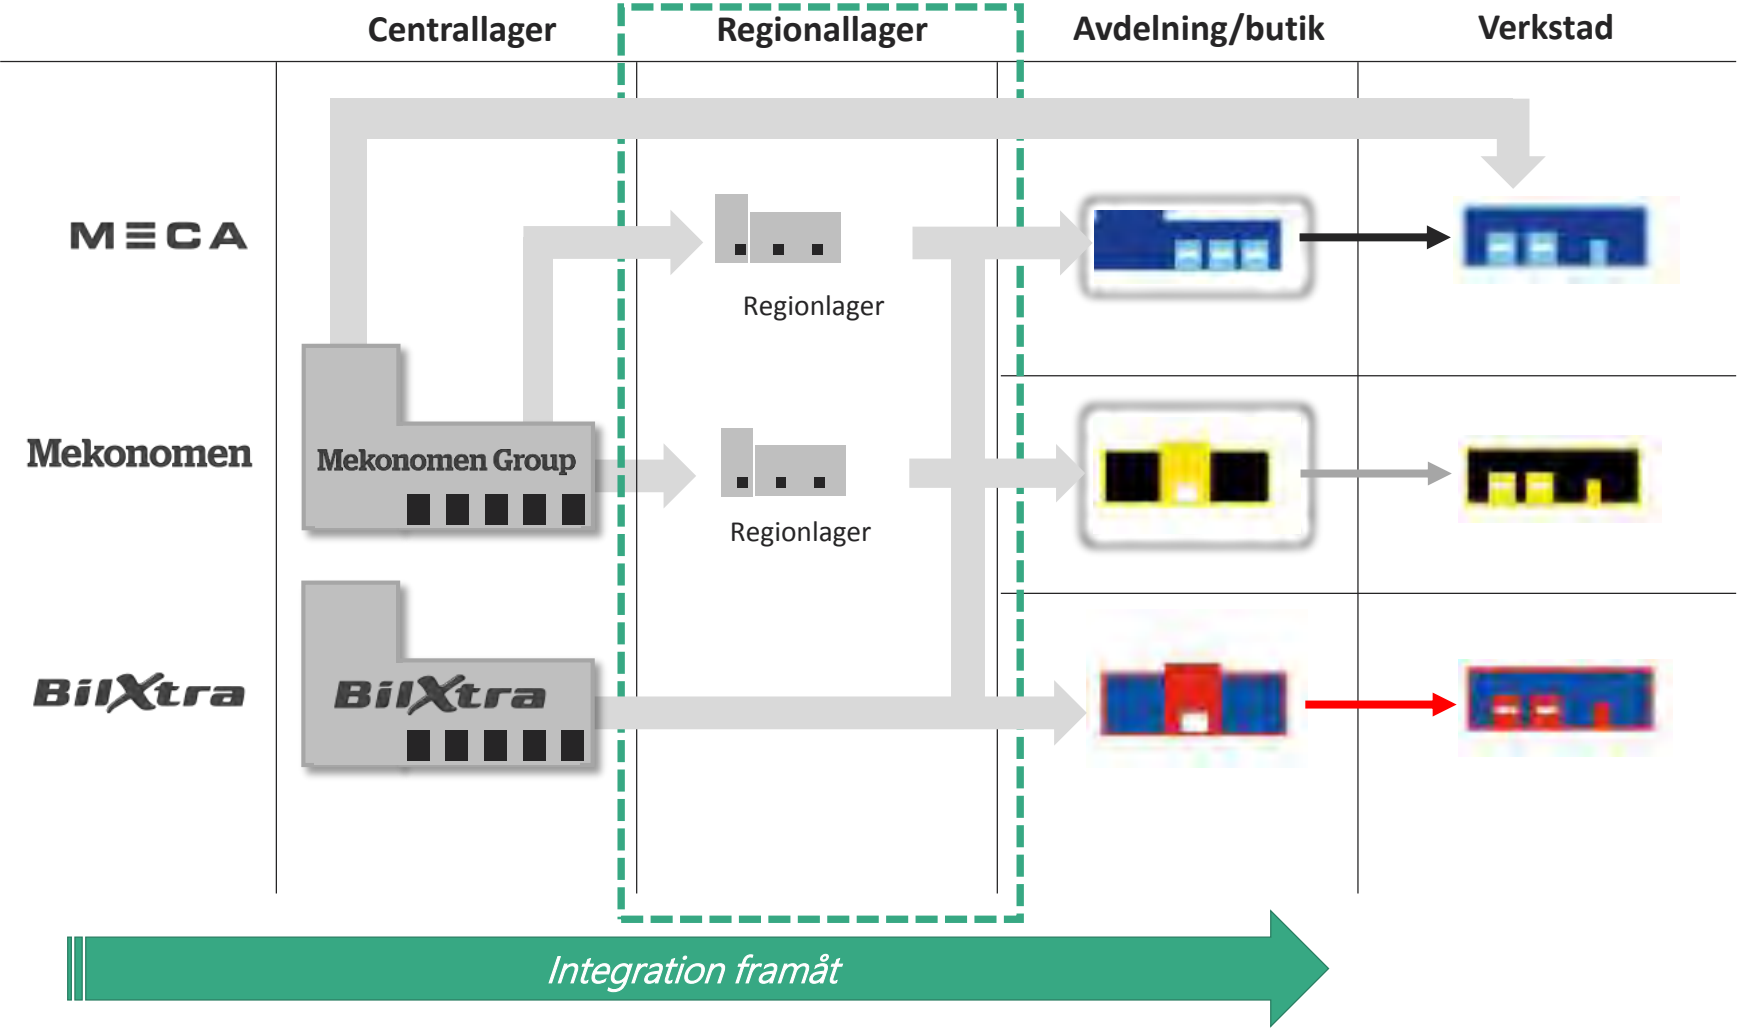 Centrallager
Regionallager
Avdelning/butik
Verkstad
MECA
Regionlager
Mekonomen
Mekonomen Group
Regionlager
BilXtra
BilXtra
Integration framåt